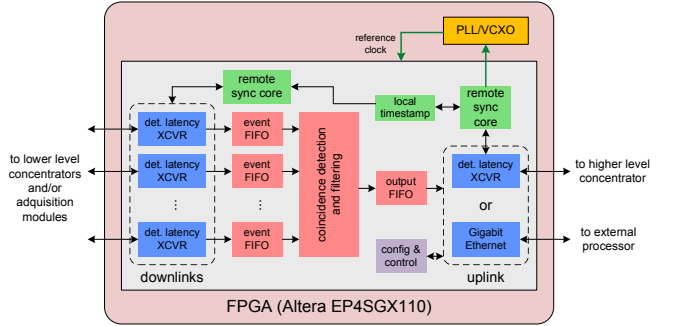 PLL/VCXO
reference
clock
remote
sync core
local
timestamp
remote
sync
core
det. latency
XCVR
event
FIFO
det. latency
XCVR
event
FIFO
...
...
det. latency
XCVR
event
FIFO
coincidence detection
and filtering
output
FIFO
config &
control
det. latency
XCVR
or
Gigabit
Ethernet
to lower level
concentrators
and/or
adquisition
modules
to higher level
concentrator
to external
processor
downlinks
uplink
FPGA (Altera EP4SGX110)